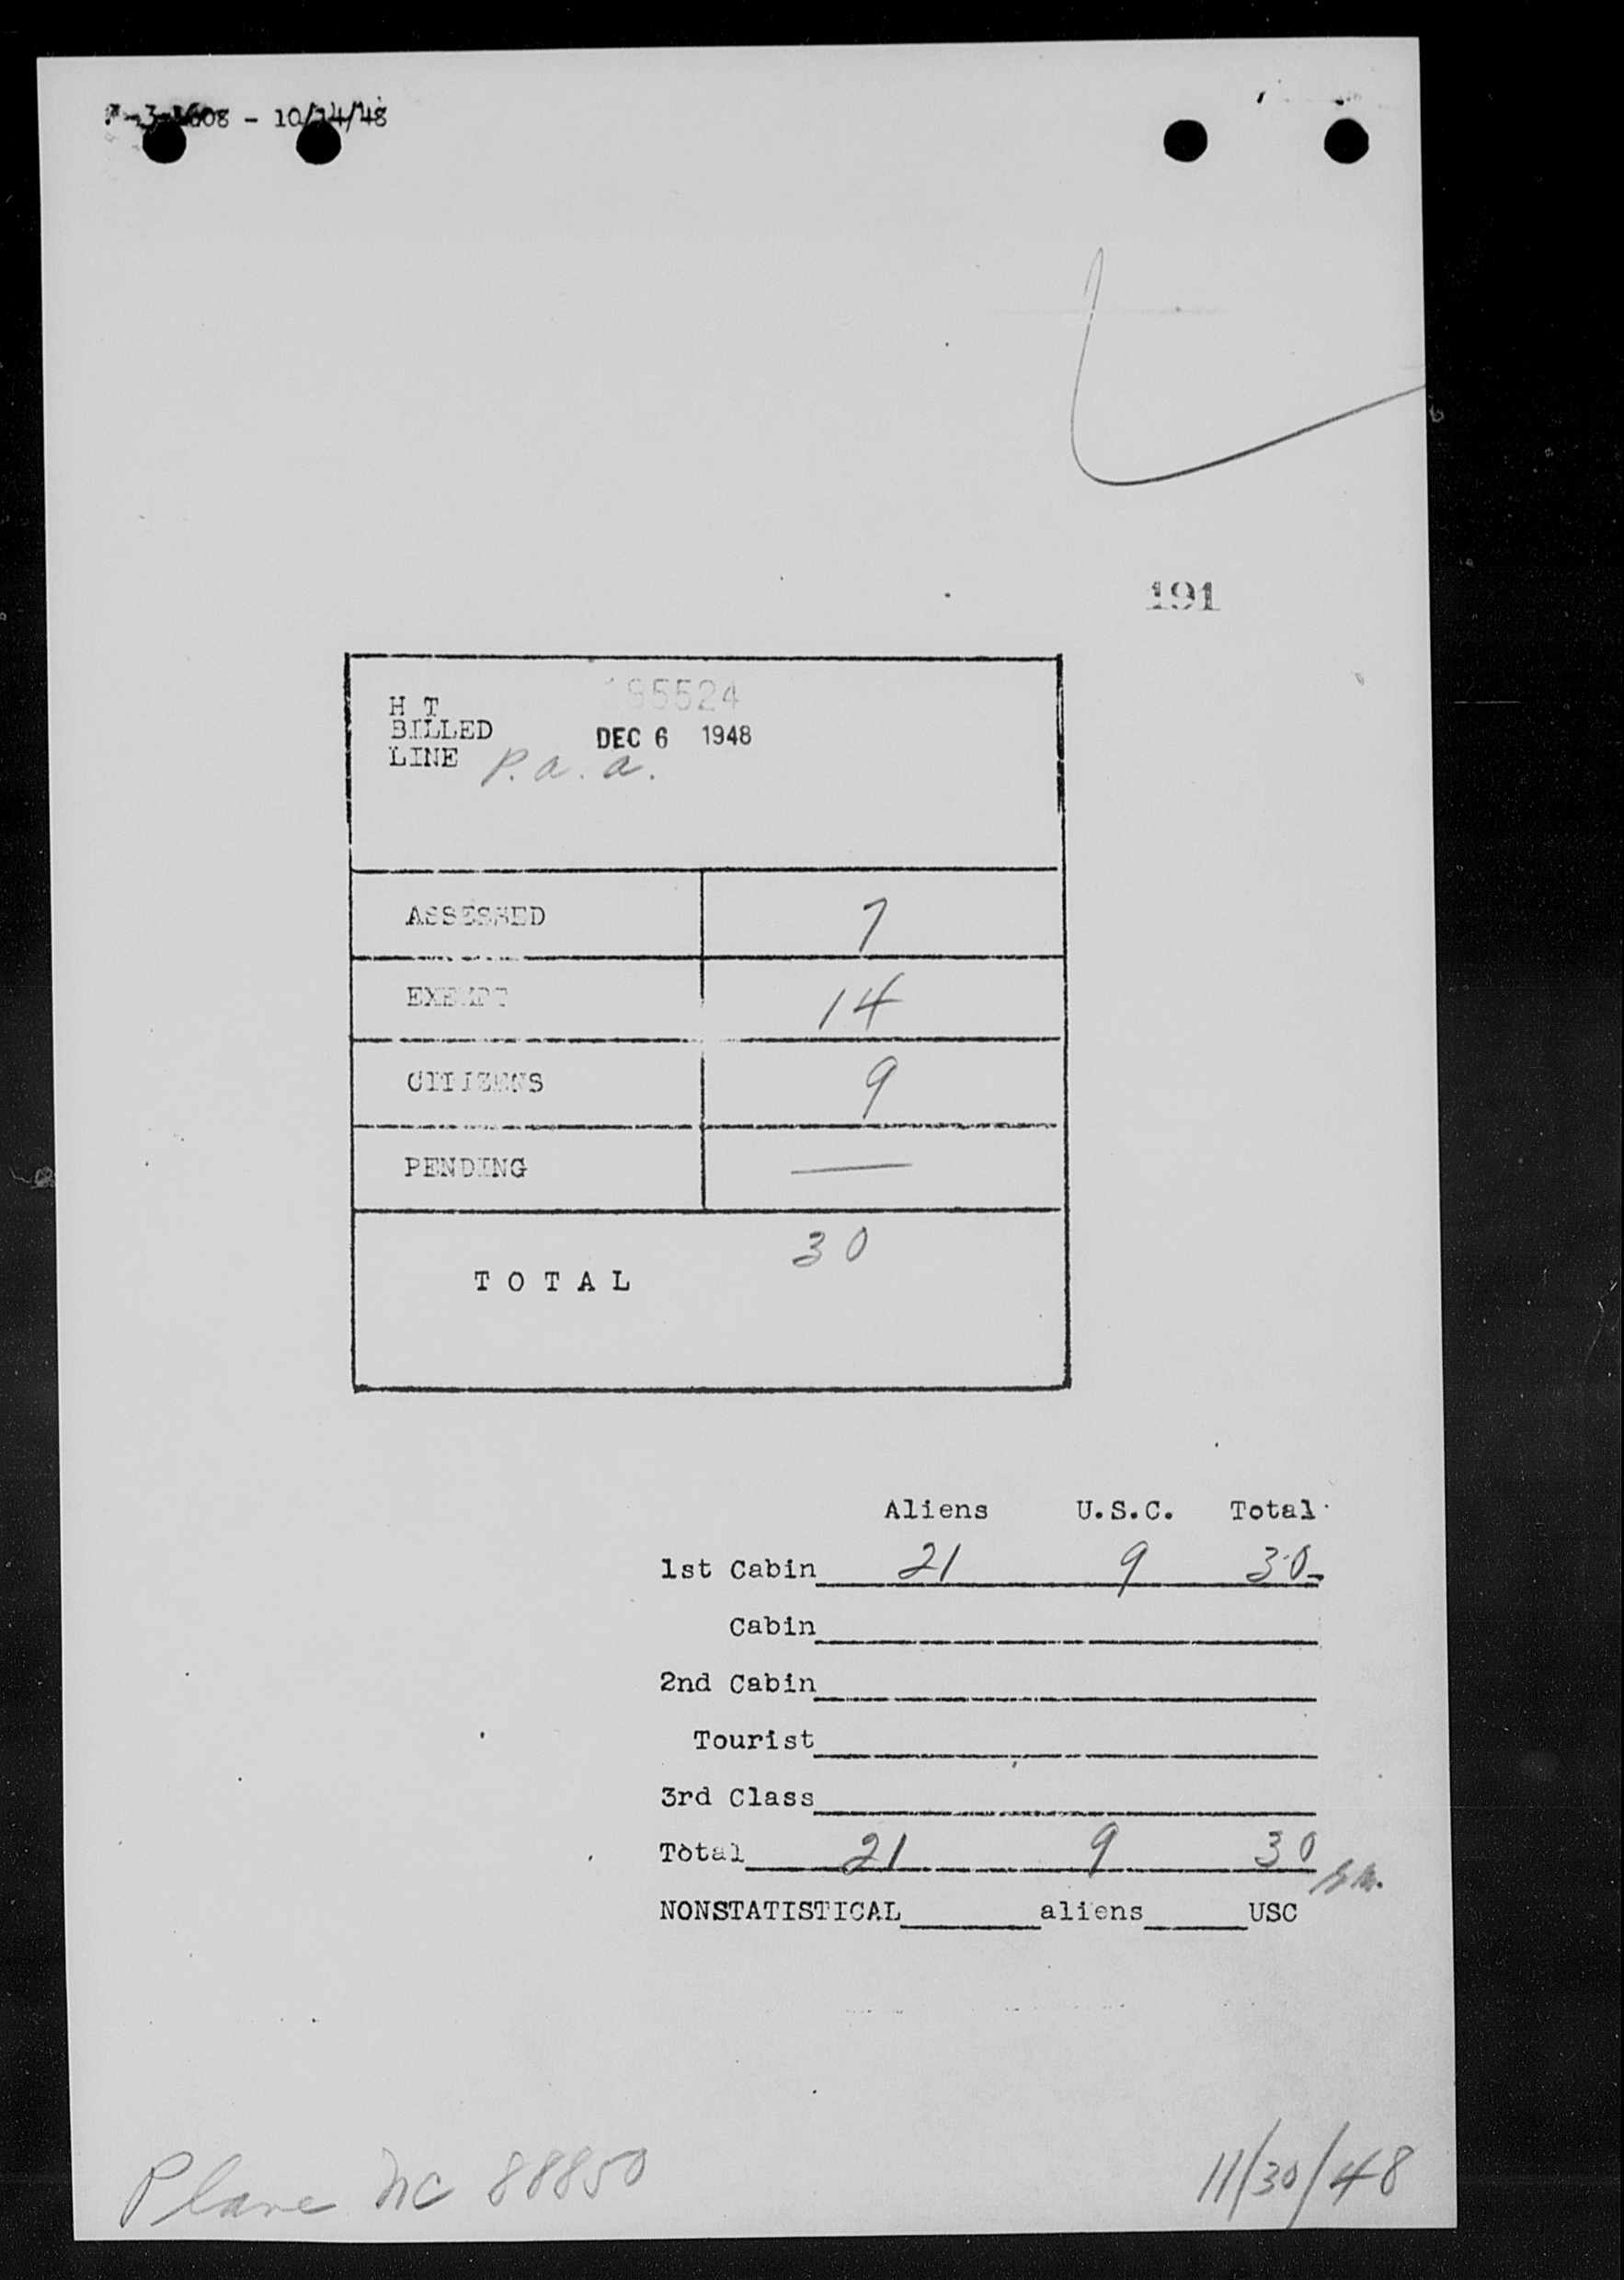 - 10/14/48
191
H T
BILLED DEC 6 1948
LINE P.a.a.
ASSESSED 7
EXEMPT 14
CITIZENS 9
PENDING —
30
TOTAL
Aliens U.S.C. Total
1st Cabin 21 9 30
Cabin
2nd Cabin
Tourist
3rd Class
Total 21 9 30
NONSTATISTICAL aliens USC
Plane NC 88850 11/30/48